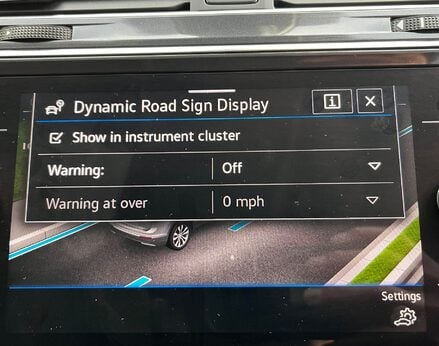 Dynamic Road Sign Display
Show in instrument cluster
Warning: Off
Warning at over 0 mph
Settings